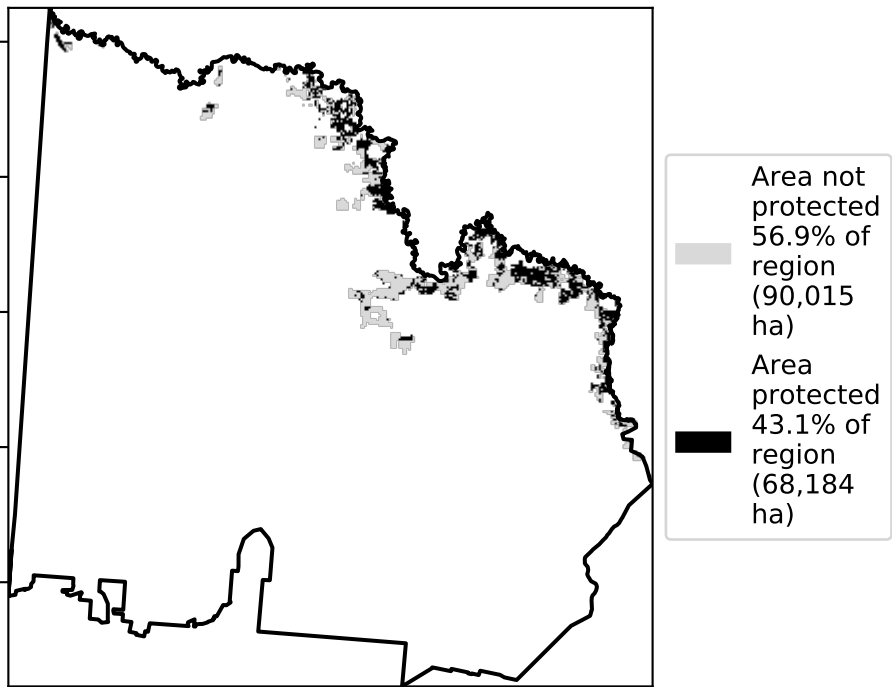 Area not
protected
56.9% of
region
(90,015
ha)
Area
protected
43.1% of
region
(68,184
ha)